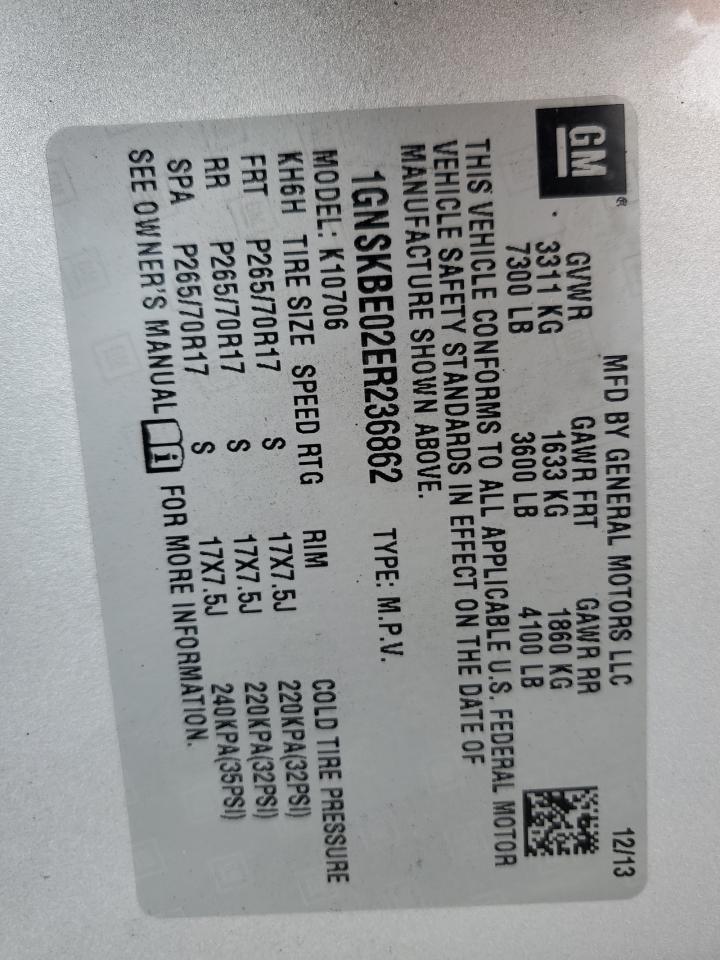 GM®
MFD BY GENERAL MOTORS LLC 12/13
GVWR GAWR FRT GAWR RR
3311 KG 1633 KG 1860 KG
7300 LB 3600 LB 4100 LB
THIS VEHICLE CONFORMS TO ALL APPLICABLE U.S. FEDERAL MOTOR
VEHICLE SAFETY STANDARDS IN EFFECT ON THE DATE OF
MANUFACTURE SHOWN ABOVE.
1GNSKBE02ER236862 TYPE: M.P.V.
MODEL: K10706
KH6H TIRE SIZE SPEED RTG RIM COLD TIRE PRESSURE
FRT P265/70R17 S 17X7.5J 220KPA(32PSI)
RR P265/70R17 S 17X7.5J 220KPA(32PSI)
SPA P265/70R17 S 17X7.5J 240KPA(35PSI)
SEE OWNER'S MANUAL i FOR MORE INFORMATION.